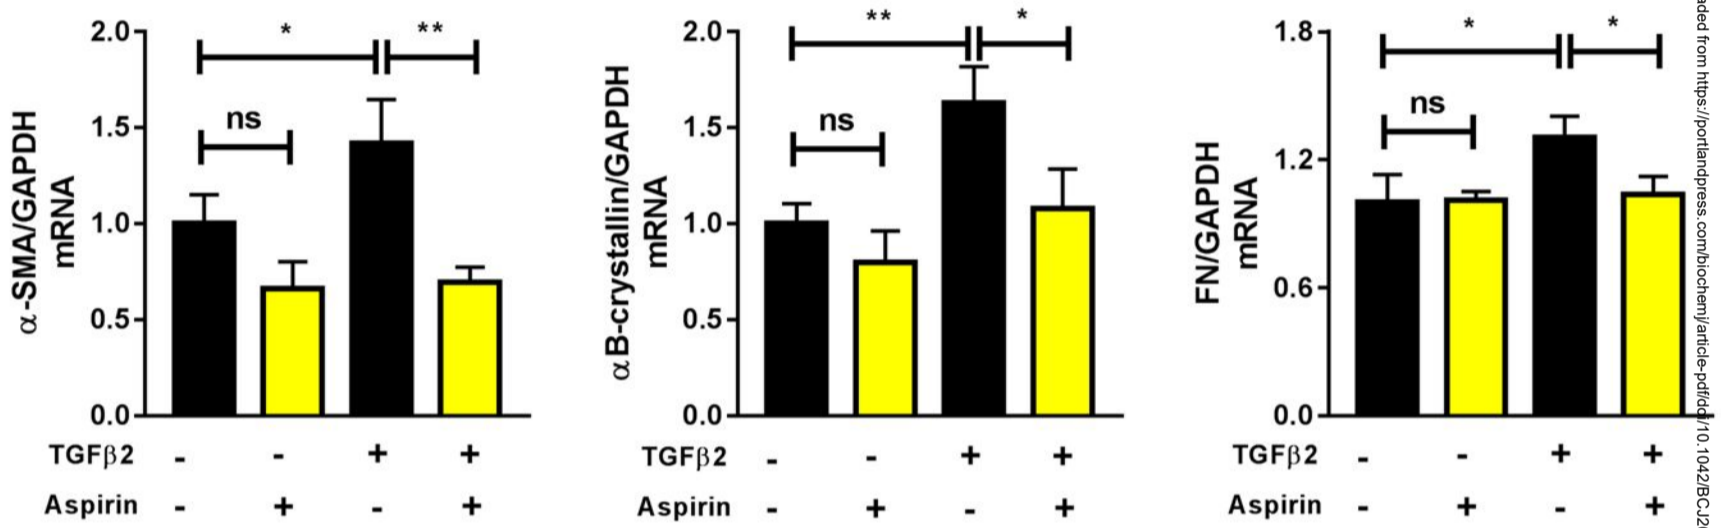 α-SMA/GAPDH
mRNA
2.0
1.5
1.0
0.5
0.0
*
**
ns
TGFβ2 - - + +
Aspirin - + - +
αB-crystallin/GAPDH
mRNA
2.0
1.5
1.0
0.5
0.0
**
*
ns
TGFβ2 - - + +
Aspirin - + - +
FN/GAPDH
mRNA
1.8
1.2
0.6
0.0
*
*
ns
TGFβ2 - - + +
Aspirin - + - +
aded from https://portlandpress.com/biochemj/article-pdf/doi/10.1042/BCJ2